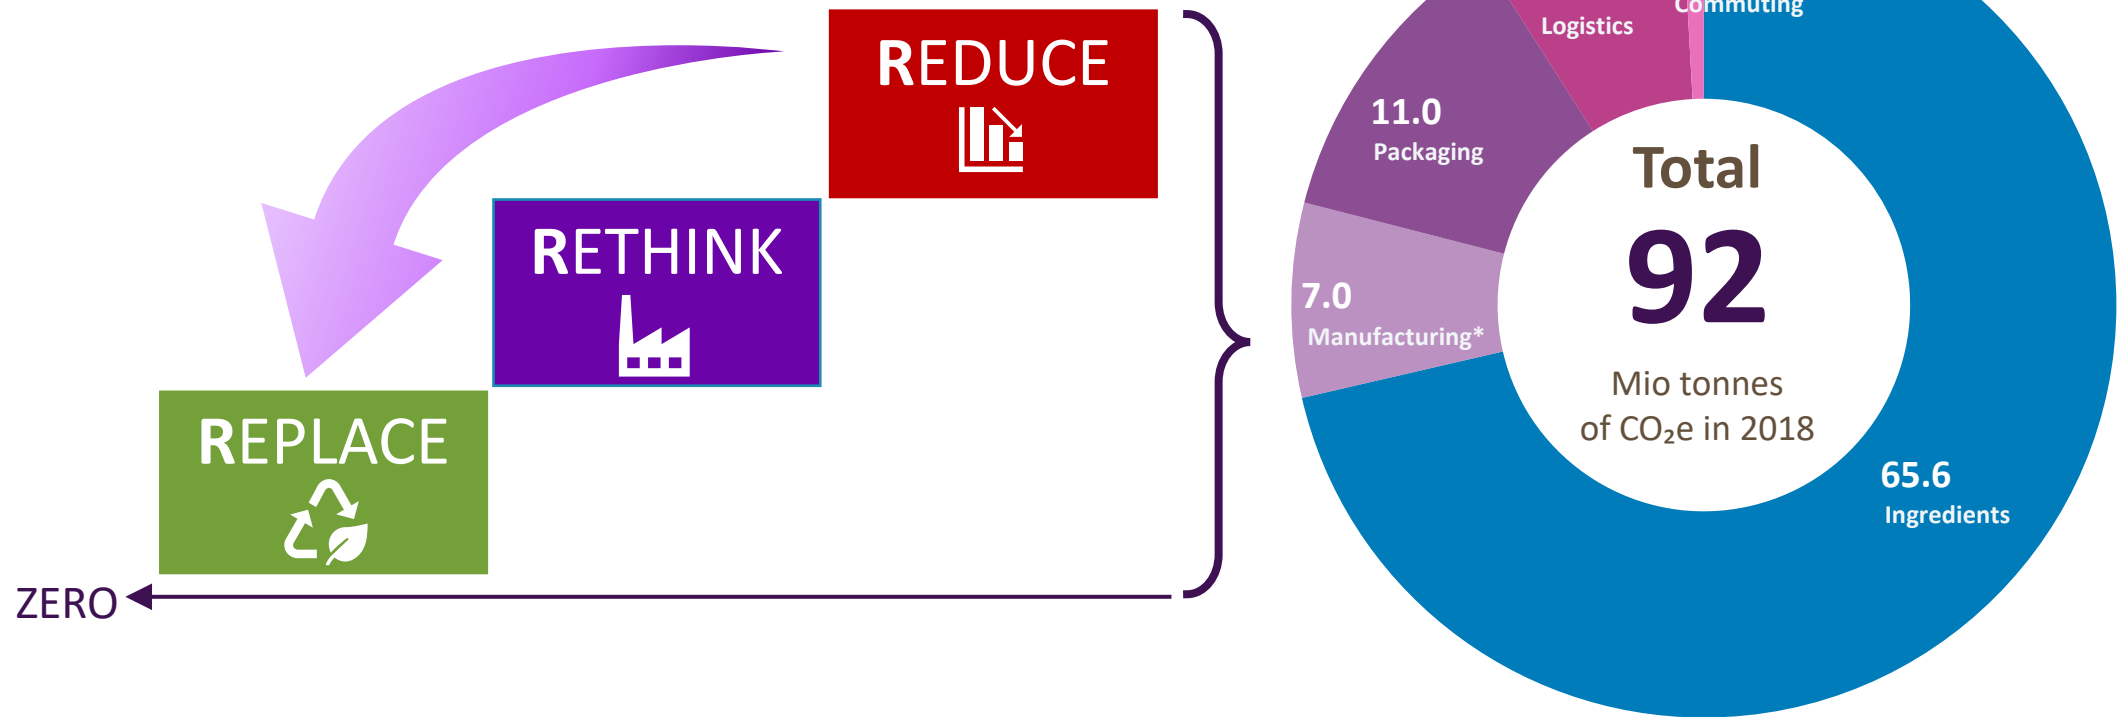 REDUCE
RETHINK
REPLACE
ZERO
Commuting
Logistics
11.0
Packaging
7.0
Manufacturing*
Total
92
Mio tonnes
of CO₂e in 2018
65.6
Ingredients